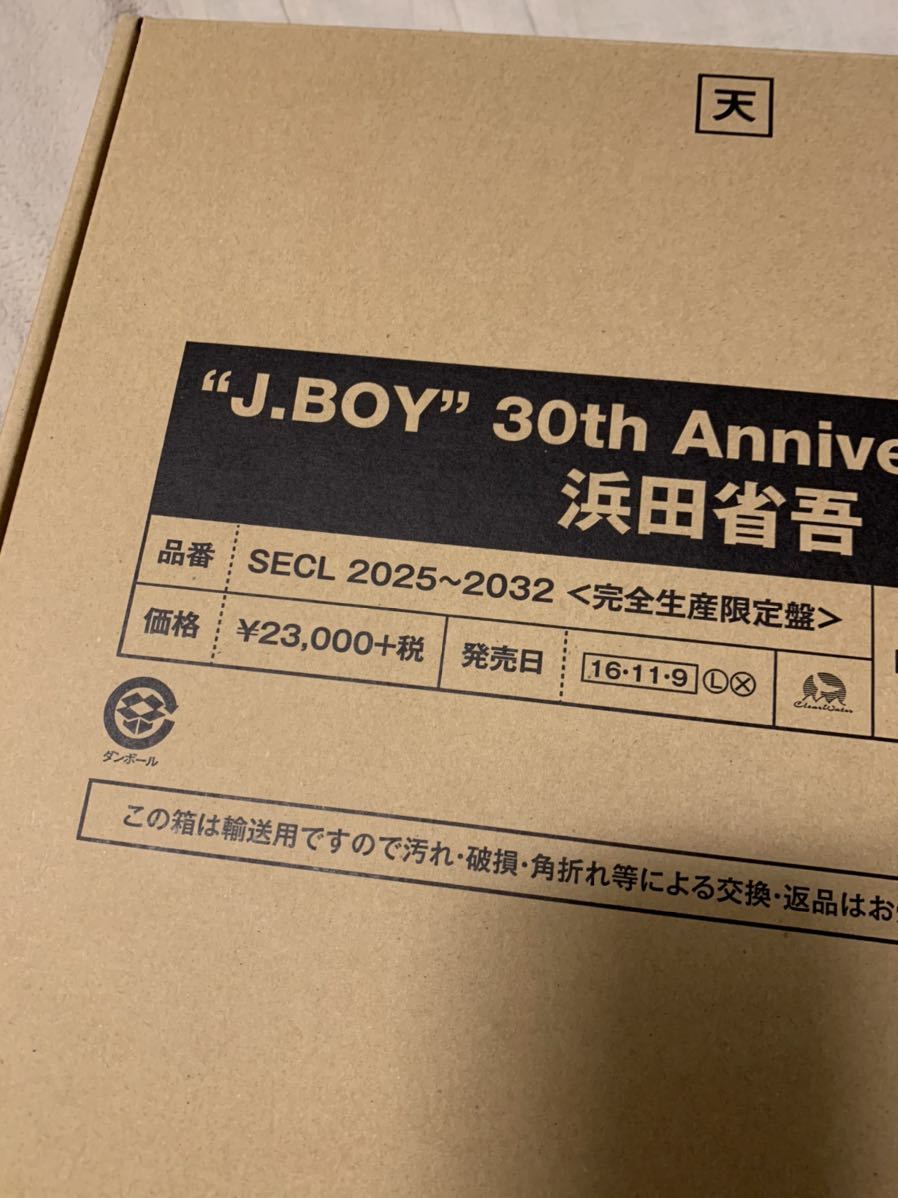 天
“J.BOY” 30th Annive
浜田省吾
品番 SECL 2025~2032 <完全生産限定盤>
価格 ¥23,000+税 発売日 16・11・9 Ⓛ Ⓧ
ClearWater
ダンボール
この箱は輸送用ですので汚れ・破損・角折れ等による交換・返品はお